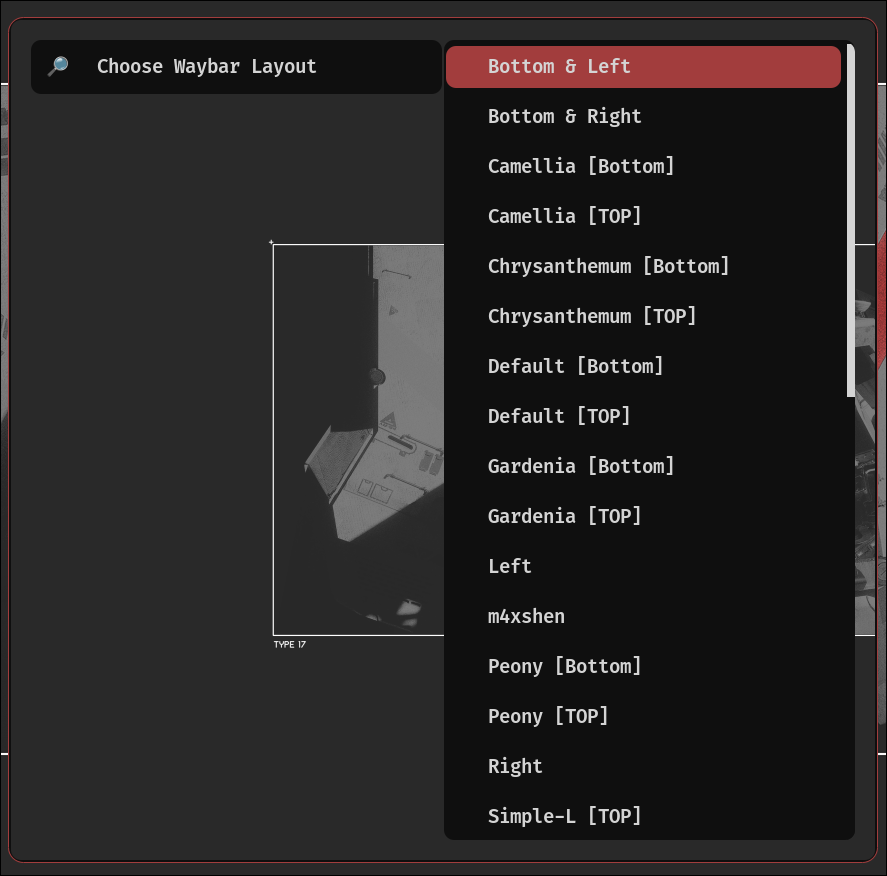 Choose Waybar Layout
Bottom & Left
Bottom & Right
Camellia [Bottom]
Camellia [TOP]
Chrysanthemum [Bottom]
Chrysanthemum [TOP]
Default [Bottom]
Default [TOP]
Gardenia [Bottom]
Gardenia [TOP]
Left
m4xshen
Peony [Bottom]
Peony [TOP]
Right
Simple-L [TOP]
TYPE 17